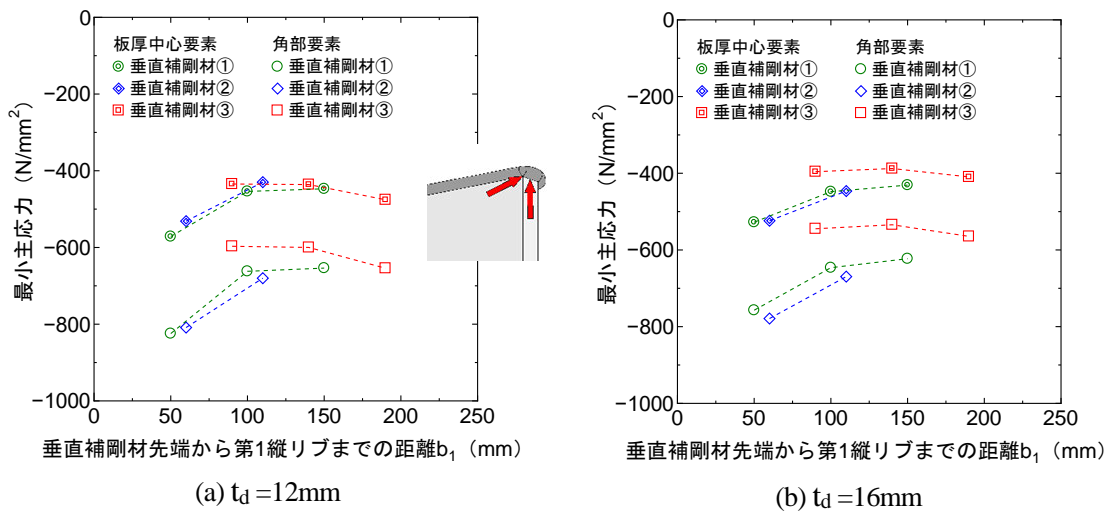 0
−200
−400
−600
−800
−1000
最小主応力（N/mm²）
板厚中心要素 角部要素
垂直補剛材① 垂直補剛材①
垂直補剛材② 垂直補剛材②
垂直補剛材③ 垂直補剛材③
0 50 100 150 200 250
垂直補剛材先端から第1縦リブまでの距離b₁（mm）
(a) td =12mm
0
−200
−400
−600
−800
−1000
最小主応力（N/mm²）
板厚中心要素 角部要素
垂直補剛材① 垂直補剛材①
垂直補剛材② 垂直補剛材②
垂直補剛材③ 垂直補剛材③
0 50 100 150 200 250
垂直補剛材先端から第1縦リブまでの距離b₁（mm）
(b) td =16mm